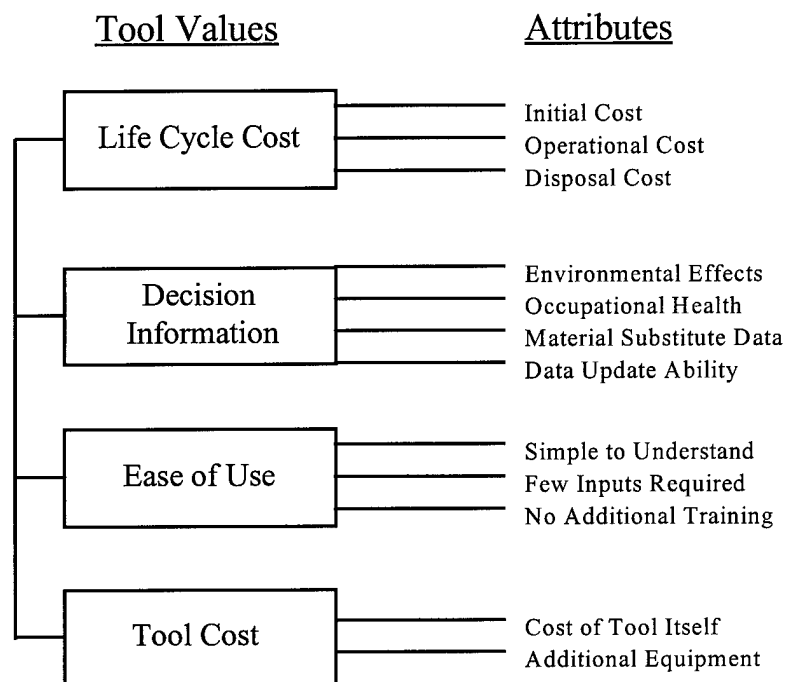 Tool Values
Attributes
Life Cycle Cost
Initial Cost
Operational Cost
Disposal Cost
Decision
Information
Environmental Effects
Occupational Health
Material Substitute Data
Data Update Ability
Ease of Use
Simple to Understand
Few Inputs Required
No Additional Training
Tool Cost
Cost of Tool Itself
Additional Equipment